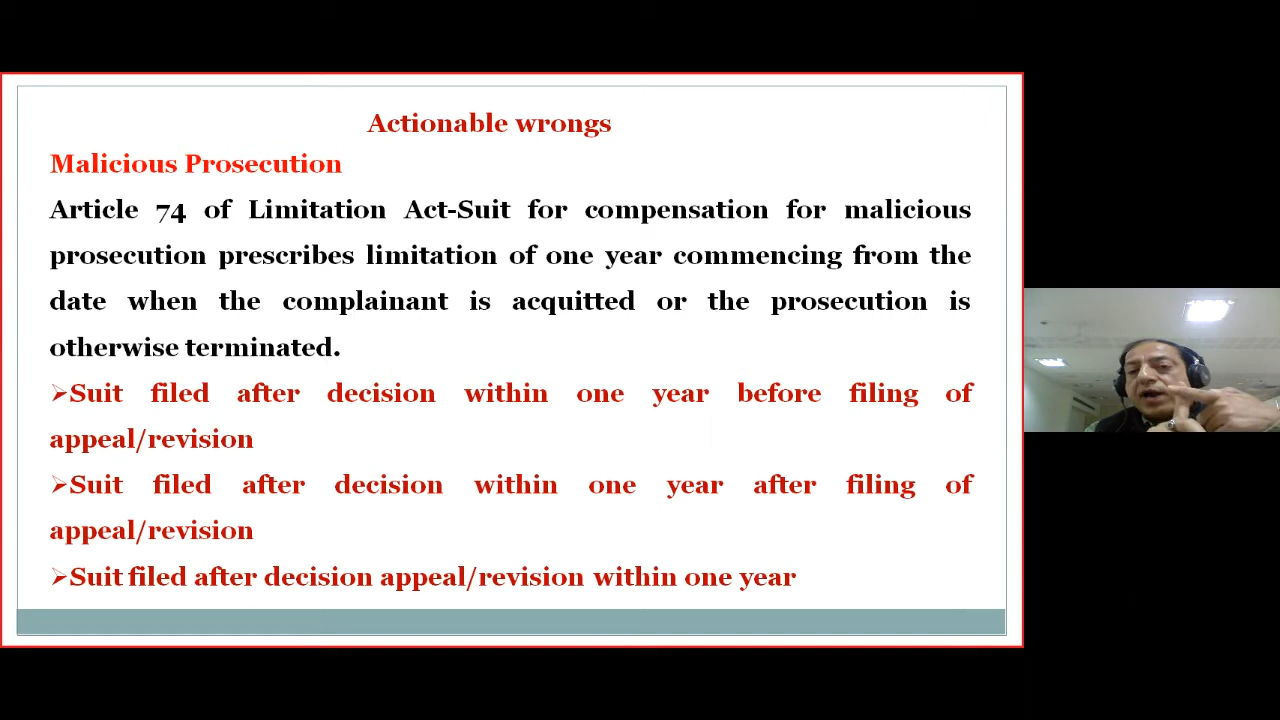 Actionable wrongs
Malicious Prosecution
Article 74 of Limitation Act-Suit for compensation for malicious
prosecution prescribes limitation of one year commencing from the
date when the complainant is acquitted or the prosecution is
otherwise terminated.
➢Suit filed after decision within one year before filing of
appeal/revision
➢Suit filed after decision within one year after filing of
appeal/revision
➢Suit filed after decision appeal/revision within one year